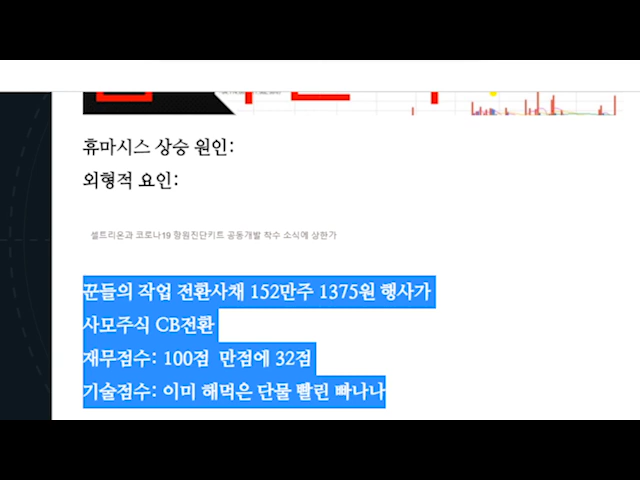 휴마시스 상승 원인:
외형적 요인:
셀트리온과 코로나19 항원진단키트 공동개발 착수 소식에 상한가
꾼들의 작업 전환사채 152만주 1375원 행사가
사모주식 CB전환
재무점수: 100점 만점에 32점
기술점수: 이미 해먹은 단물 빨린 빠나나